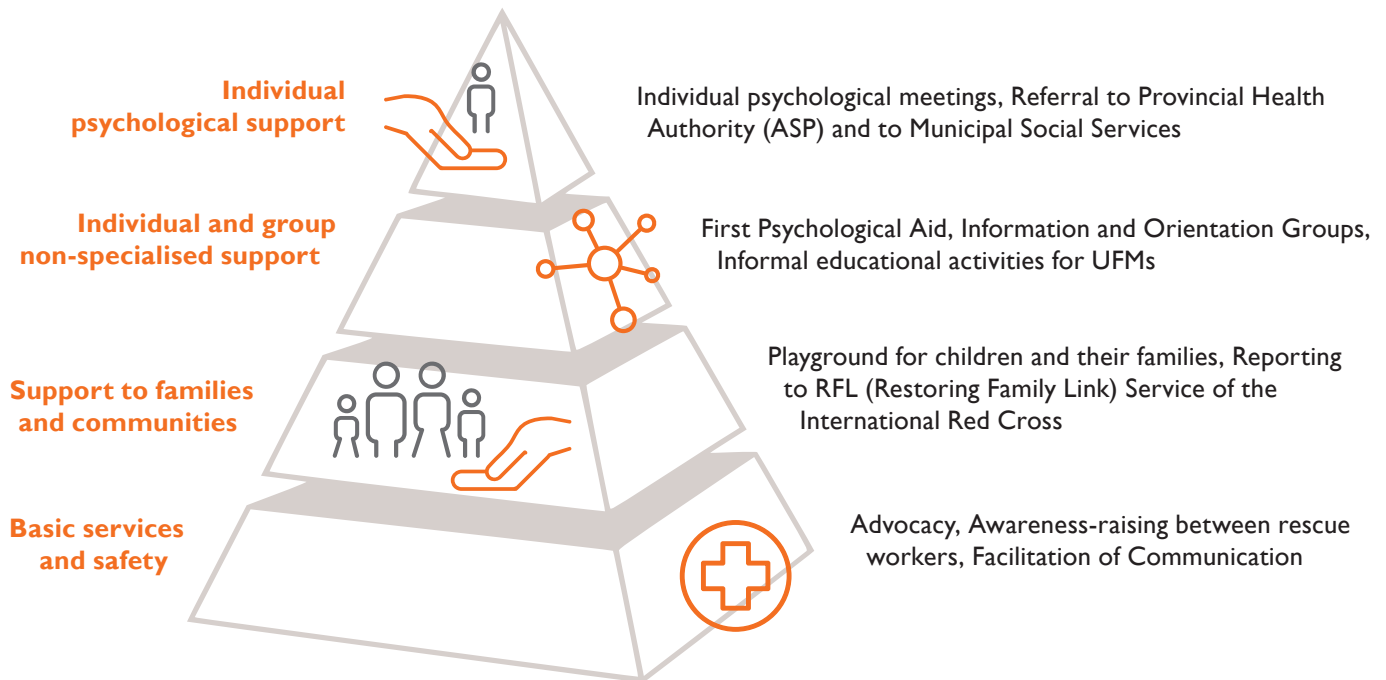 Individual
psychological support
Individual psychological meetings, Referral to Provincial Health
Authority (ASP) and to Municipal Social Services
Individual and group
non-specialised support
First Psychological Aid, Information and Orientation Groups,
Informal educational activities for UFMs
Support to families
and communities
Playground for children and their families, Reporting
to RFL (Restoring Family Link) Service of the
International Red Cross
Basic services
and safety
Advocacy, Awareness-raising between rescue
workers, Facilitation of Communication